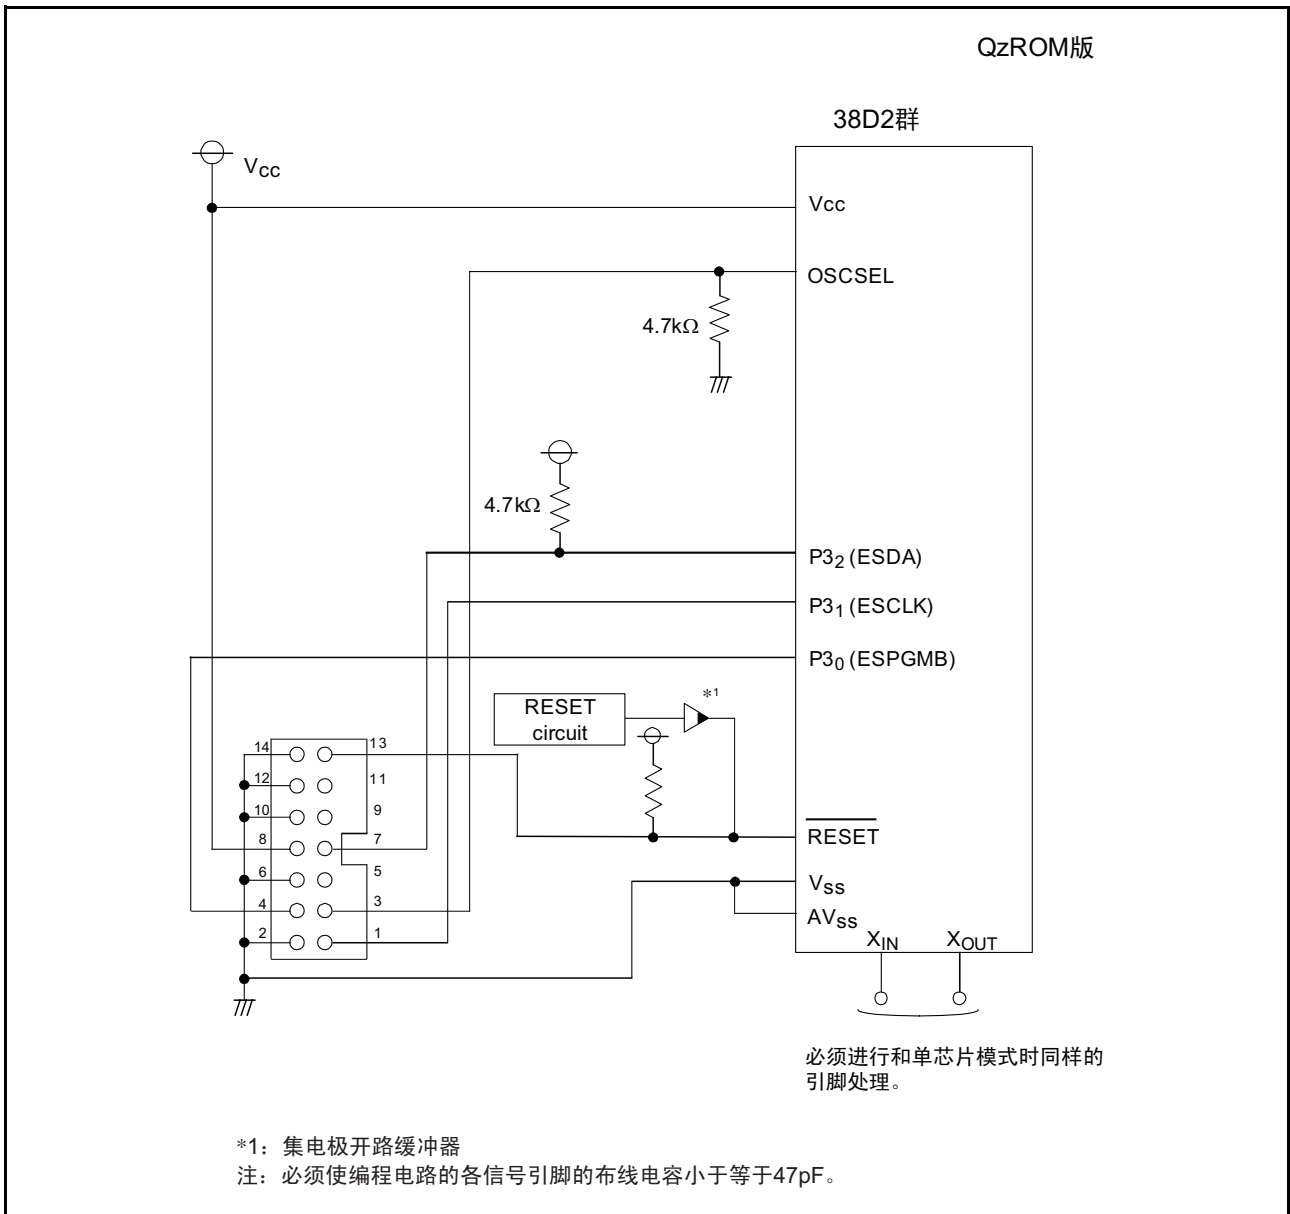 QzROM版
38D2群
Vcc
Vcc
OSCSEL
4.7kΩ
4.7kΩ
P32 (ESDA)
P31 (ESCLK)
P30 (ESPGMB)
*1
RESET
circuit
14 13
12 11
10 9
8 7
6 5
4 3
2 1
RESET
Vss
AVss
XIN XOUT
必须进行和单芯片模式时同样的
引脚处理。
*1：集电极开路缓冲器
注：必须使编程电路的各信号引脚的布线电容小于等于47pF。